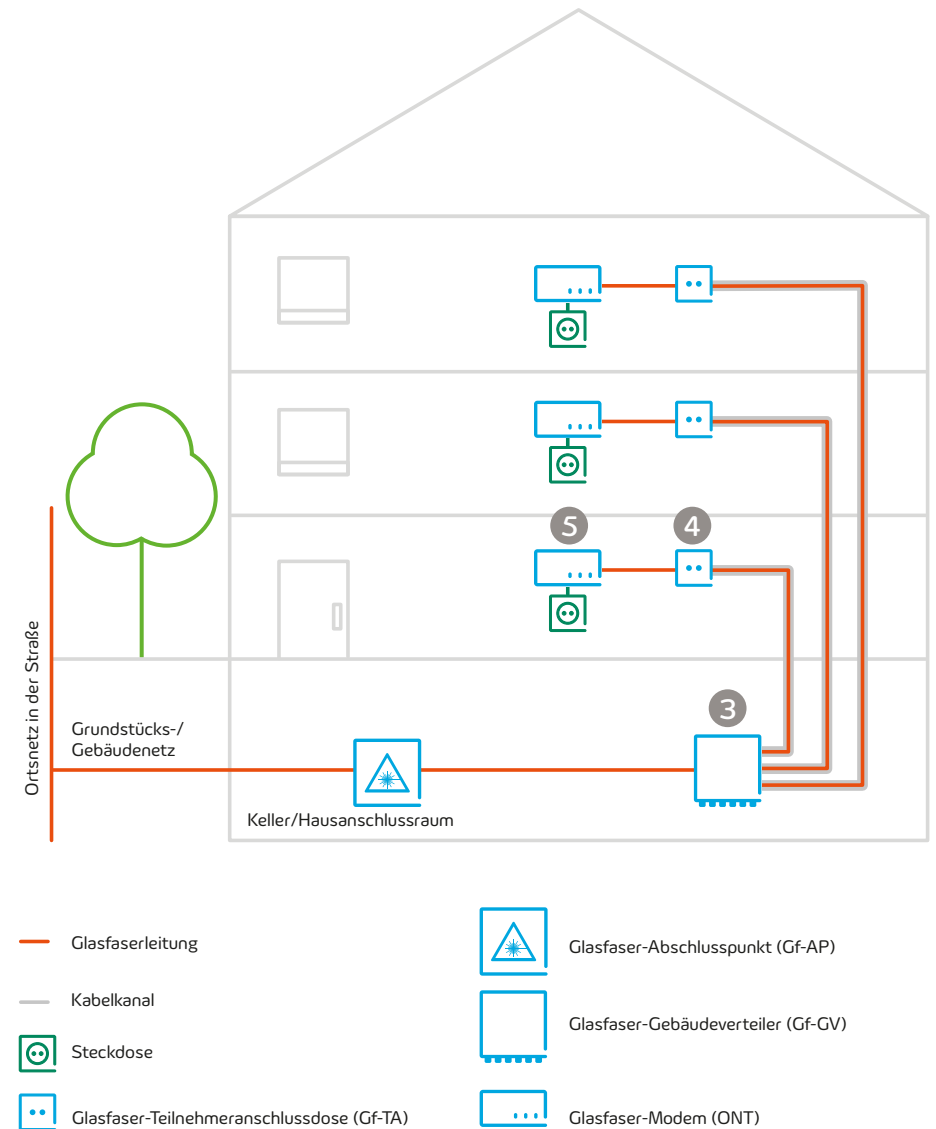 5
4
3
Ortsnetz in der Straße
Grundstücks-/
Gebäudenetz
Keller/Hausanschlussraum
Glasfaserleitung
Kabelkanal
Steckdose
Glasfaser-Teilnehmeranschlussdose (Gf-TA)
Glasfaser-Abschlusspunkt (Gf-AP)
Glasfaser-Gebäudeverteiler (Gf-GV)
Glasfaser-Modem (ONT)